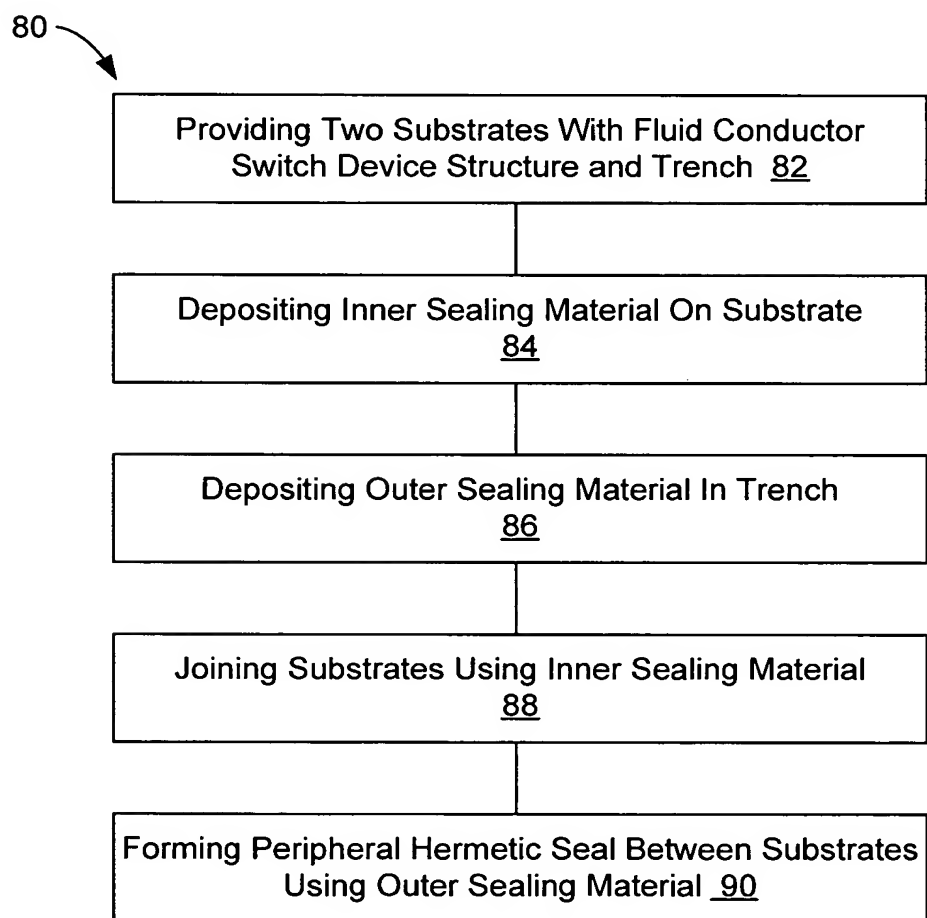 80
Providing Two Substrates With Fluid Conductor
Switch Device Structure and Trench 82
Depositing Inner Sealing Material On Substrate
84
Depositing Outer Sealing Material In Trench
86
Joining Substrates Using Inner Sealing Material
88
Forming Peripheral Hermetic Seal Between Substrates
Using Outer Sealing Material 90